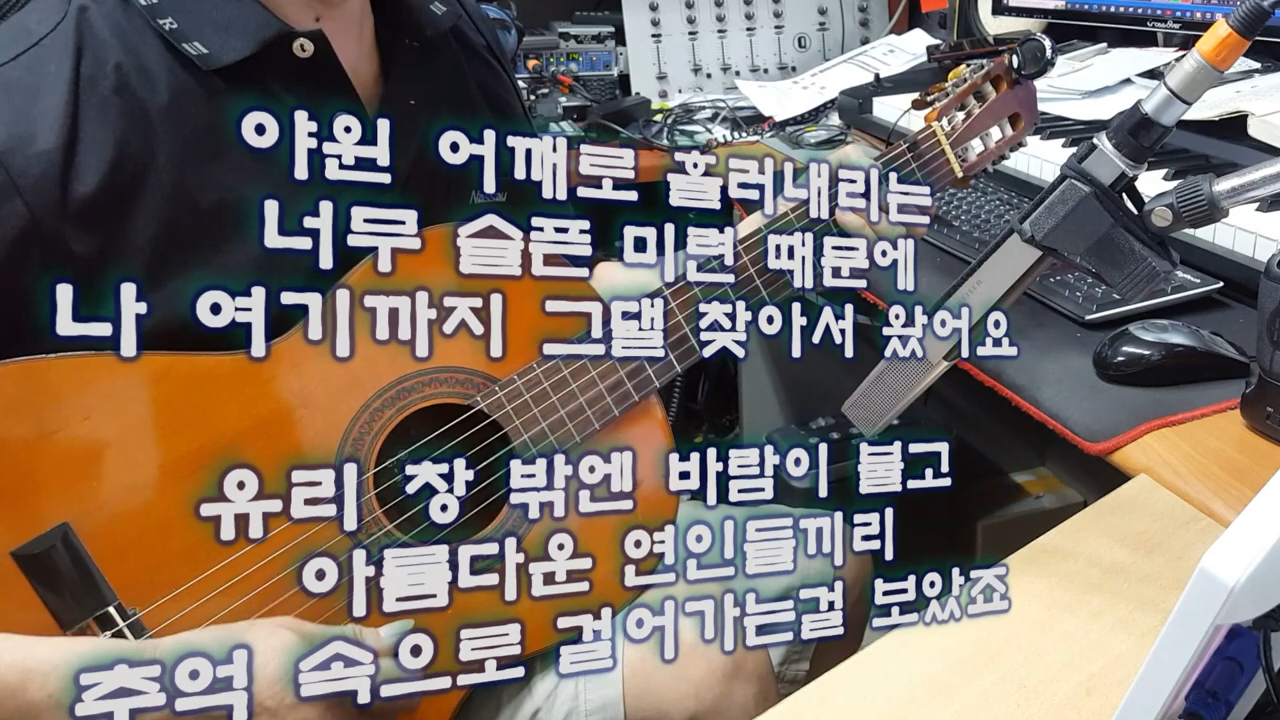 야윈 어깨로 흘러내리는
너무 슬픈 미련 때문에
나 여기까지 그댈 찾아서 왔어요
유리 창 밖엔 바람이 불고
아름다운 연인들끼리
추억 속으로 걸어가는걸 보았죠
Nassau
CROSSOVER